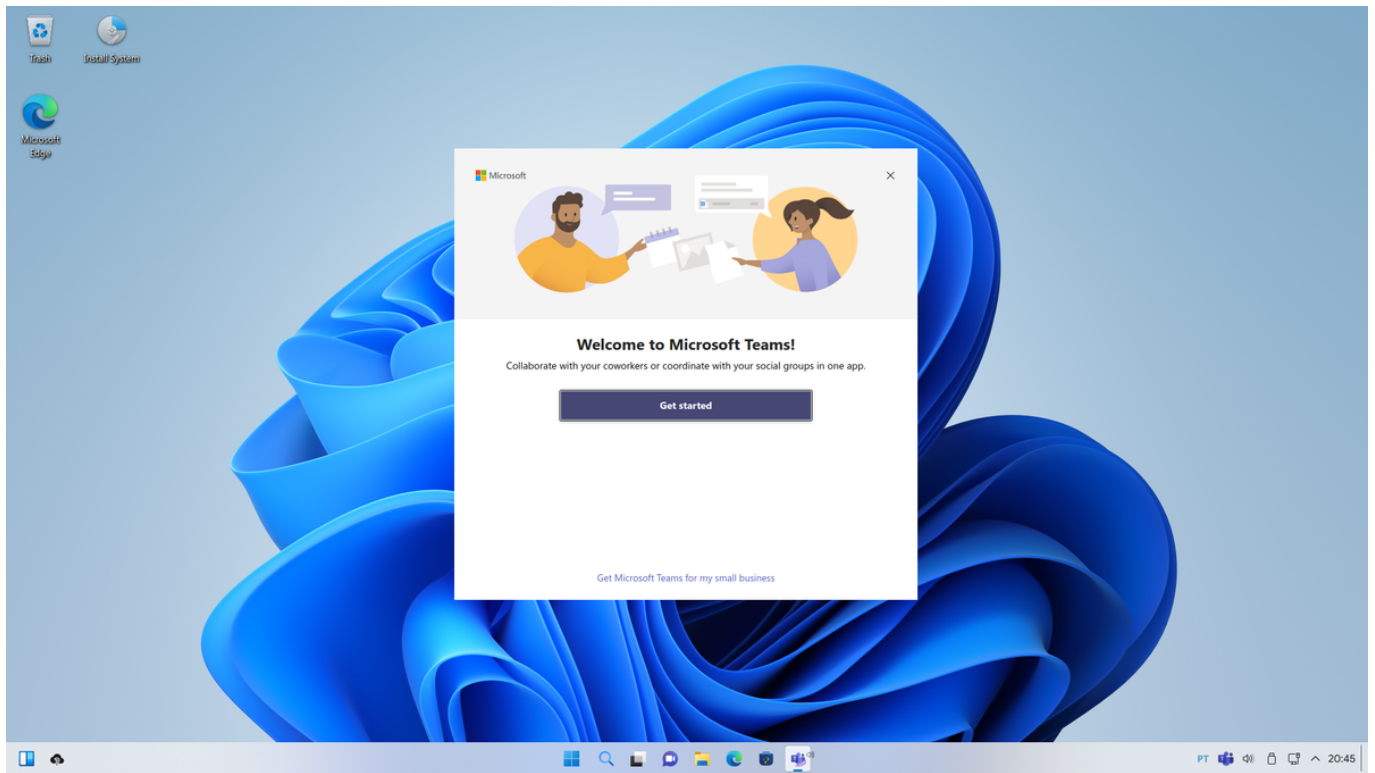 Trash
Install System
Microsoft
Edge
Microsoft
Welcome to Microsoft Teams!
Collaborate with your coworkers or coordinate with your social groups in one app.
Get started
Get Microsoft Teams for my small business
PT
20:45